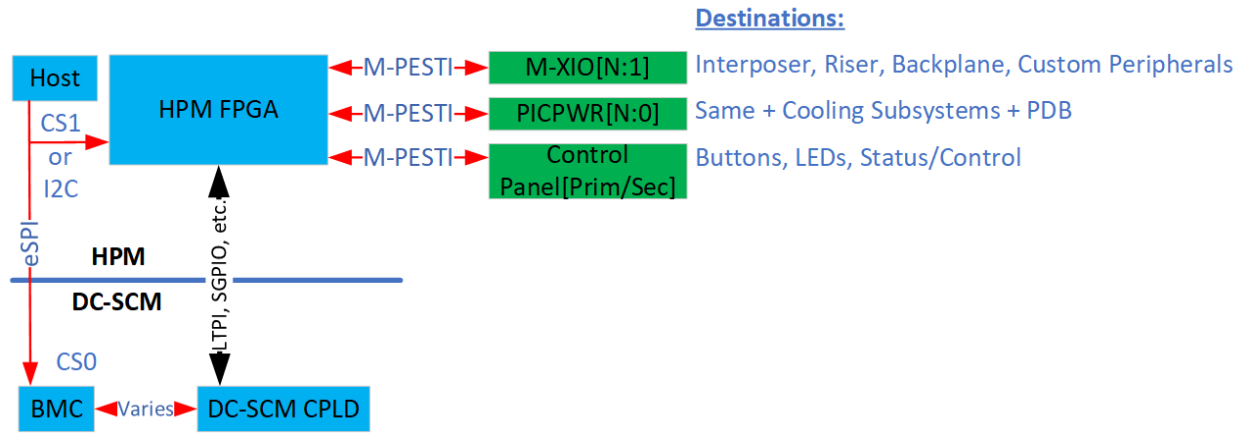 Destinations:
Host
HPM FPGA
M-PESTI
M-XIO[N:1]
Interposer, Riser, Backplane, Custom Peripherals
CS1
or
I2C
M-PESTI
PICPWR[N:0]
Same + Cooling Subsystems + PDB
M-PESTI
Control
Panel[Prim/Sec]
Buttons, LEDs, Status/Control
eSPI
LTPI, SGPIO, etc.
HPM
DC-SCM
CS0
BMC
Varies
DC-SCM CPLD